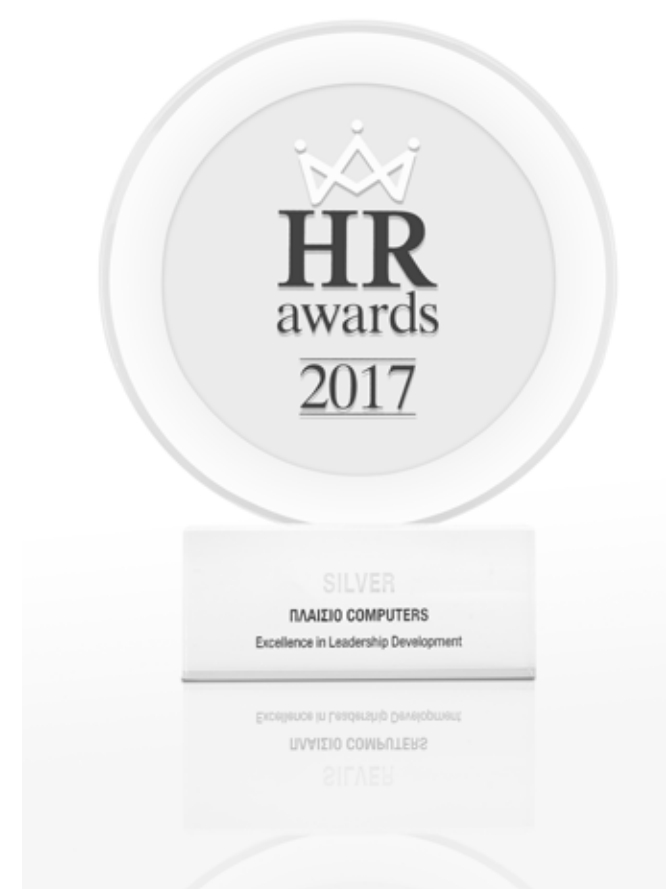 HR
awards
2017
SILVER
ΠΛΑΙΣΙΟ COMPUTERS
Excellence in Leadership Development